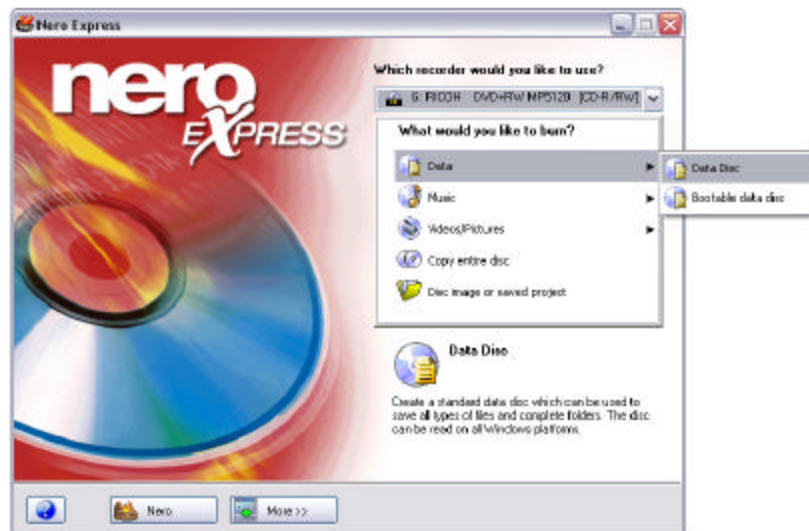 Nero Express
nero
EXPRESS
Which recorder would you like to use?
G: RICOH DVD+RW MP5120 [CD-R/RW]
What would you like to burn?
Data
Data Disc
Music
Bootable data disc
Videos/Pictures
Copy entire disc
Disc image or saved project
Data Disc
Create a standard data disc which can be used to
save all types of files and complete folders. The disc
can be read on all Windows platforms.
Nero
More >>